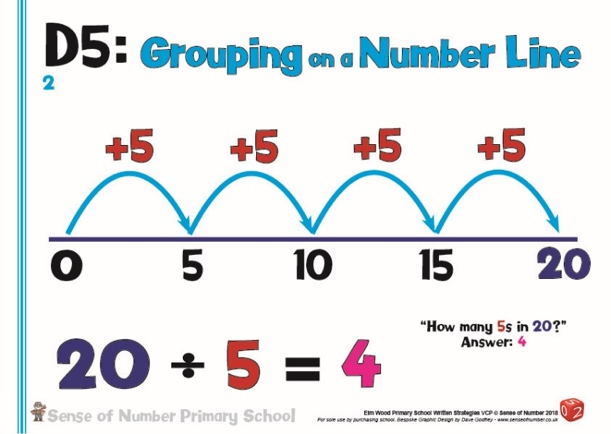 D5: Grouping on a Number Line
2
+5 +5 +5 +5
0 5 10 15 20
"How many 5s in 20?"
Answer: 4
20 ÷ 5 = 4
Sense of Number Primary School
Elm Wood Primary School Written Strategies VCP © Sense of Number 2018
For sole use by purchasing school. Bespoke Graphic Design by Dave Godfrey - www.senseofnumber.co.uk